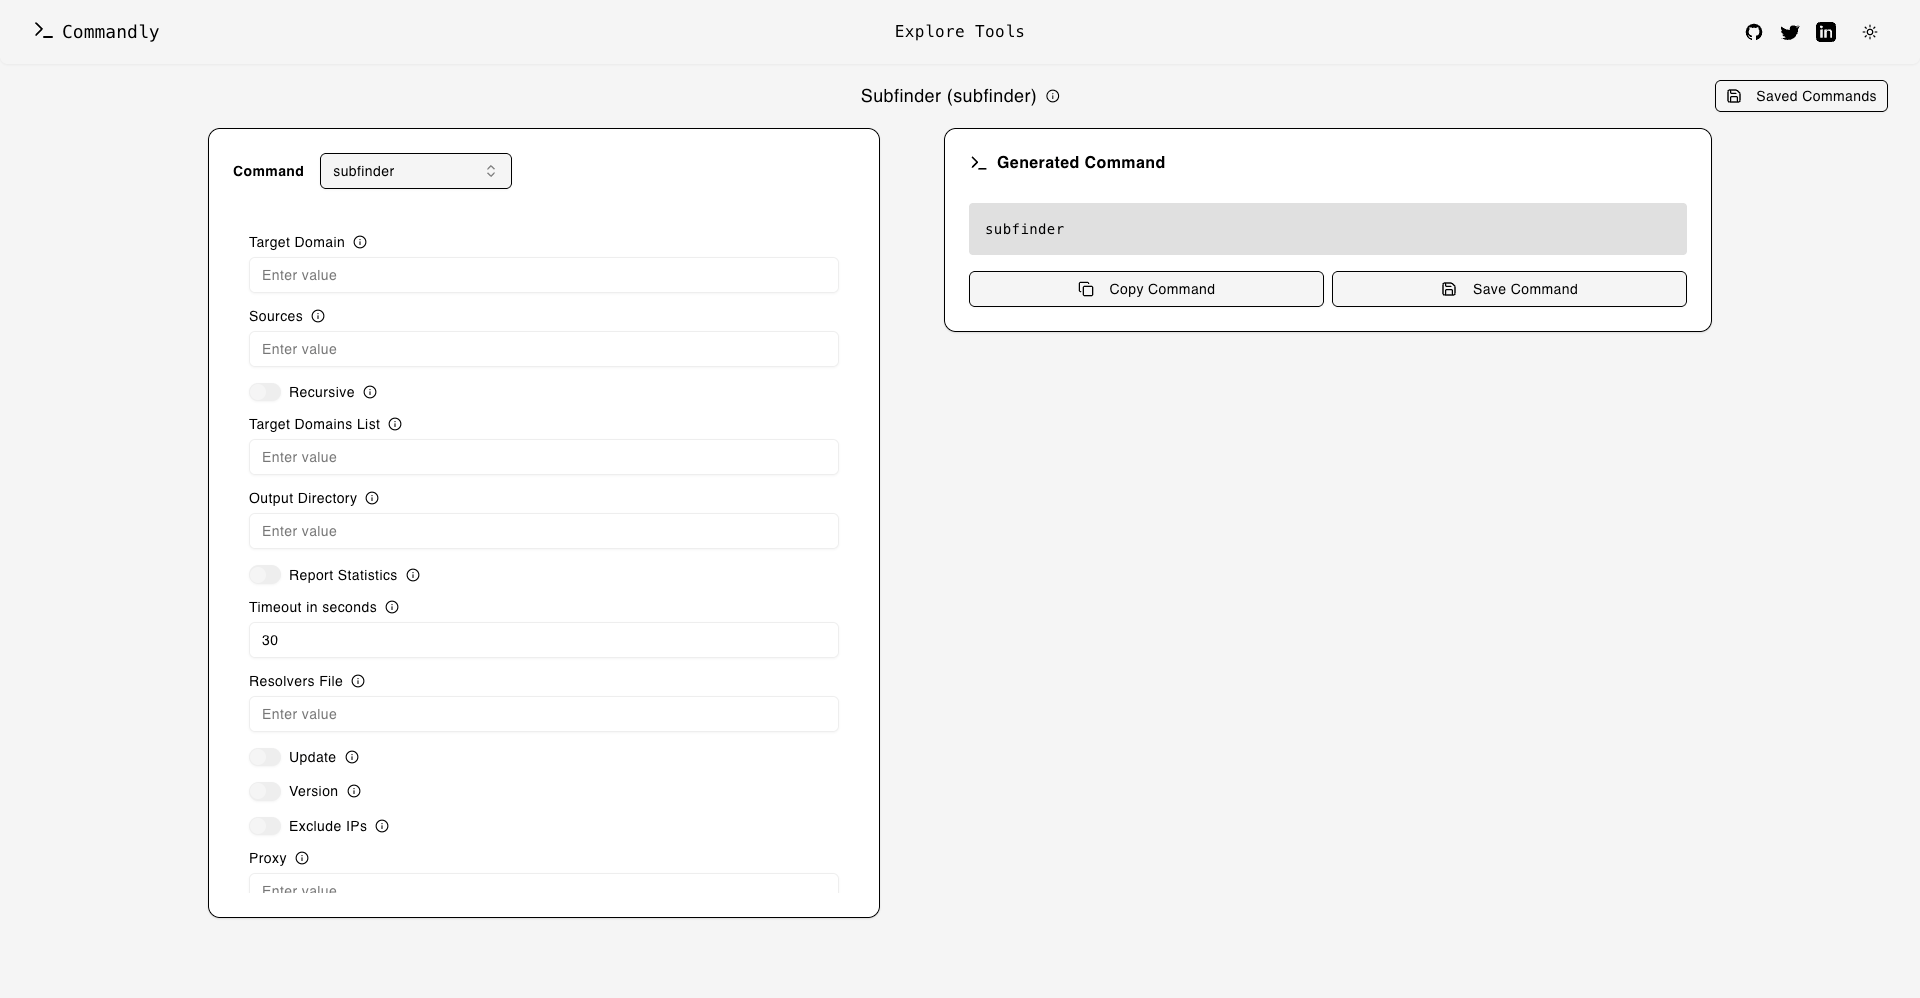 Commandly
Explore Tools
Subfinder (subfinder)
Saved Commands
Command
subfinder
Target Domain
Enter value
Sources
Enter value
Recursive
Target Domains List
Enter value
Output Directory
Enter value
Report Statistics
Timeout in seconds
30
Resolvers File
Enter value
Update
Version
Exclude IPs
Proxy
Enter value
Generated Command
subfinder
Copy Command
Save Command